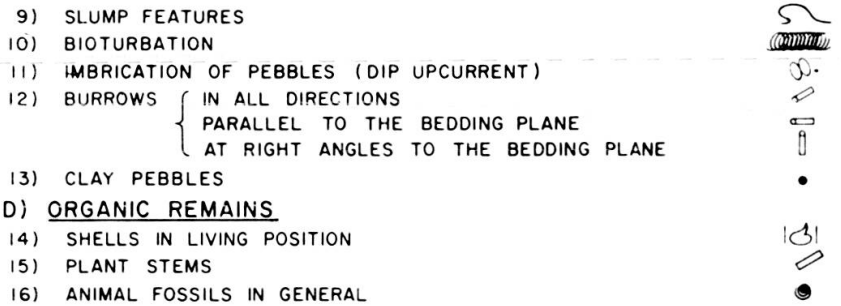 9) SLUMP FEATURES
10) BIOTURBATION
11) IMBRICATION OF PEBBLES (DIP UPCURRENT)
12) BURROWS { IN ALL DIRECTIONS
PARALLEL TO THE BEDDING PLANE
AT RIGHT ANGLES TO THE BEDDING PLANE
13) CLAY PEBBLES
D) ORGANIC REMAINS
14) SHELLS IN LIVING POSITION
15) PLANT STEMS
16) ANIMAL FOSSILS IN GENERAL